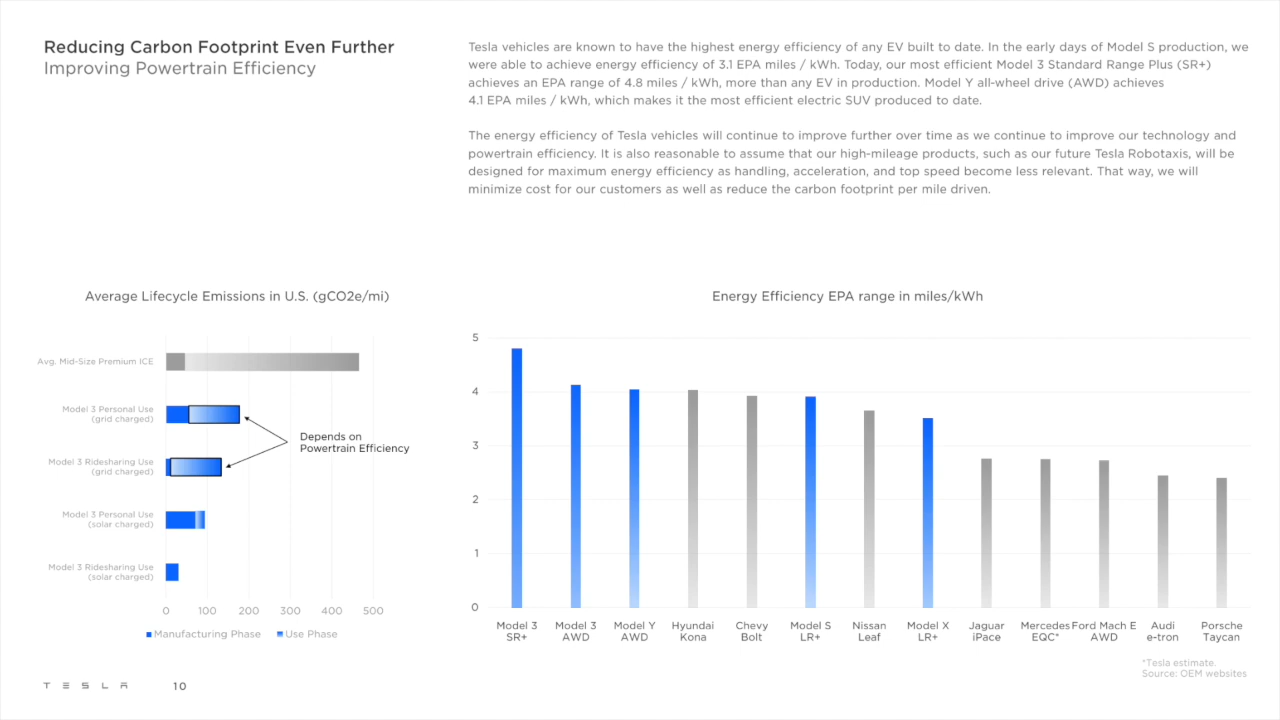 Reducing Carbon Footprint Even Further
Improving Powertrain Efficiency
Tesla vehicles are known to have the highest energy efficiency of any EV built to date. In the early days of Model S production, we
were able to achieve energy efficiency of 3.1 EPA miles / kWh. Today, our most efficient Model 3 Standard Range Plus (SR+)
achieves an EPA range of 4.8 miles / kWh, more than any EV in production. Model Y all-wheel drive (AWD) achieves
4.1 EPA miles / kWh, which makes it the most efficient electric SUV produced to date.
The energy efficiency of Tesla vehicles will continue to improve further over time as we continue to improve our technology and
powertrain efficiency. It is also reasonable to assume that our high-mileage products, such as our future Tesla Robotaxis, will be
designed for maximum energy efficiency as handling, acceleration, and top speed become less relevant. That way, we will
minimize cost for our customers as well as reduce the carbon footprint per mile driven.
Average Lifecycle Emissions in U.S. (gCO2e/mi)
Avg. Mid-Size Premium ICE
Model 3 Personal Use
(grid charged)
Model 3 Ridesharing Use
(grid charged)
Model 3 Personal Use
(solar charged)
Model 3 Ridesharing Use
(solar charged)
Depends on
Powertrain Efficiency
0 100 200 300 400 500
Manufacturing Phase Use Phase
Energy Efficiency EPA range in miles/kWh
5
4
3
2
1
0
Model 3 Model 3 Model Y Hyundai Chevy Model S Nissan Model X Jaguar Mercedes Ford Mach E Audi Porsche
SR+ AWD AWD Kona Bolt LR+ Leaf LR+ iPace EQC* AWD e-tron Taycan
*Tesla estimate.
Source: OEM websites
TESLA 10